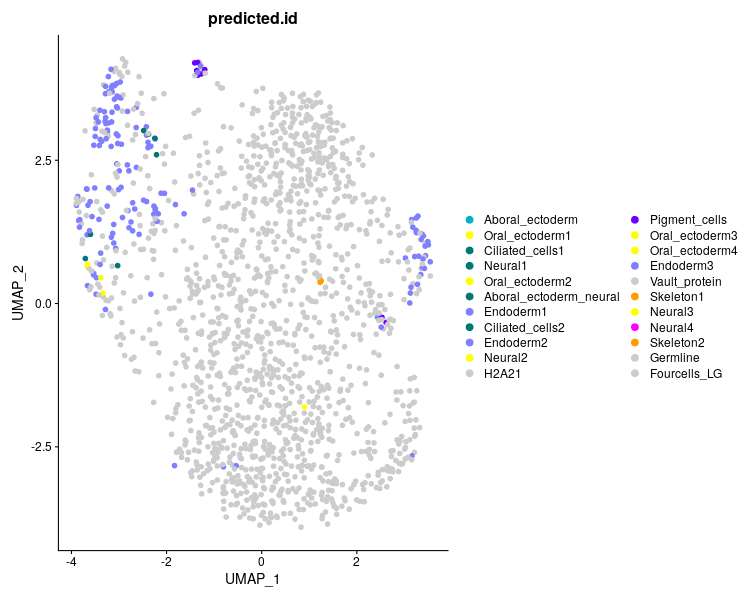 predicted.id
2.5
0.0
-2.5
UMAP_2
-4
-2
0
2
UMAP_1
Aboral_ectoderm
Oral_ectoderm1
Ciliated_cells1
Neural1
Oral_ectoderm2
Aboral_ectoderm_neural
Endoderm1
Ciliated_cells2
Endoderm2
Neural2
H2A21
Pigment_cells
Oral_ectoderm3
Oral_ectoderm4
Endoderm3
Vault_protein
Skeleton1
Neural3
Neural4
Skeleton2
Germline
Fourcells_LG